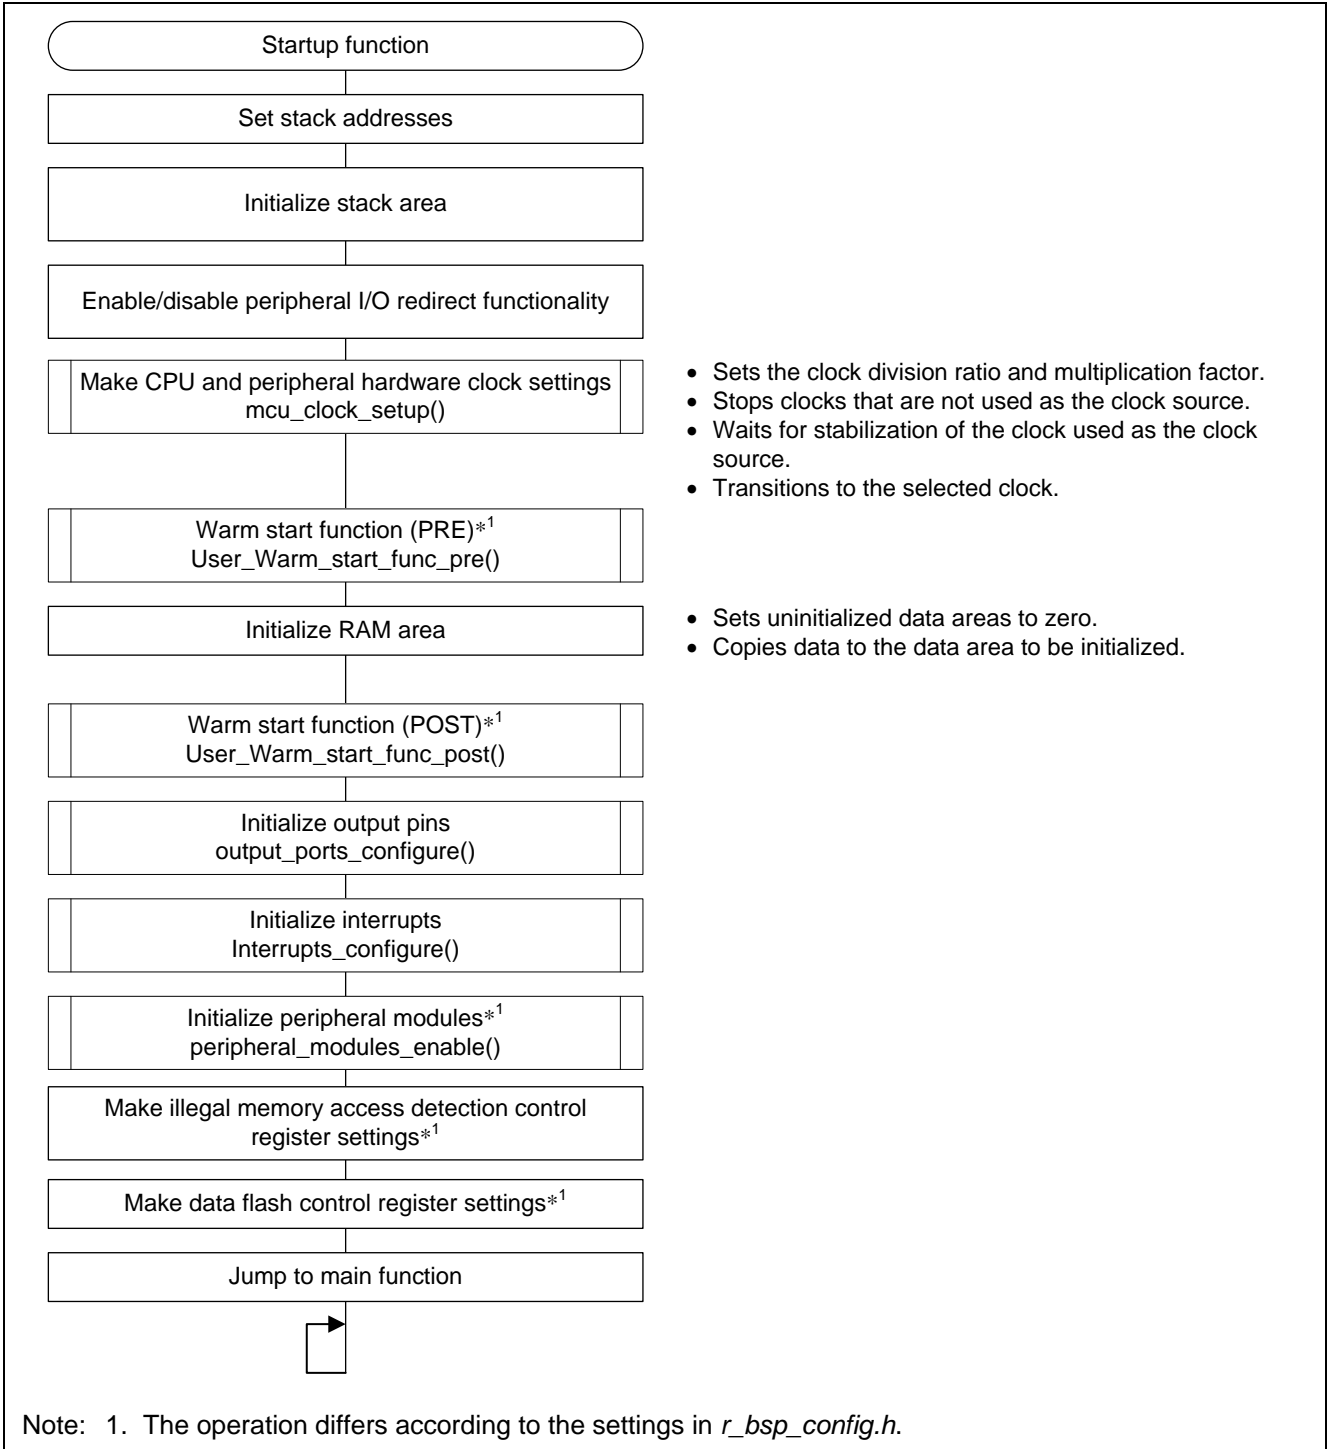 Startup function
Set stack addresses
Initialize stack area
Enable/disable peripheral I/O redirect functionality
Make CPU and peripheral hardware clock settings
mcu_clock_setup()
• Sets the clock division ratio and multiplication factor.
• Stops clocks that are not used as the clock source.
• Waits for stabilization of the clock used as the clock
source.
• Transitions to the selected clock.
Warm start function (PRE)*1
User_Warm_start_func_pre()
Initialize RAM area
• Sets uninitialized data areas to zero.
• Copies data to the data area to be initialized.
Warm start function (POST)*1
User_Warm_start_func_post()
Initialize output pins
output_ports_configure()
Initialize interrupts
Interrupts_configure()
Initialize peripheral modules*1
peripheral_modules_enable()
Make illegal memory access detection control
register settings*1
Make data flash control register settings*1
Jump to main function
Note: 1. The operation differs according to the settings in r_bsp_config.h.